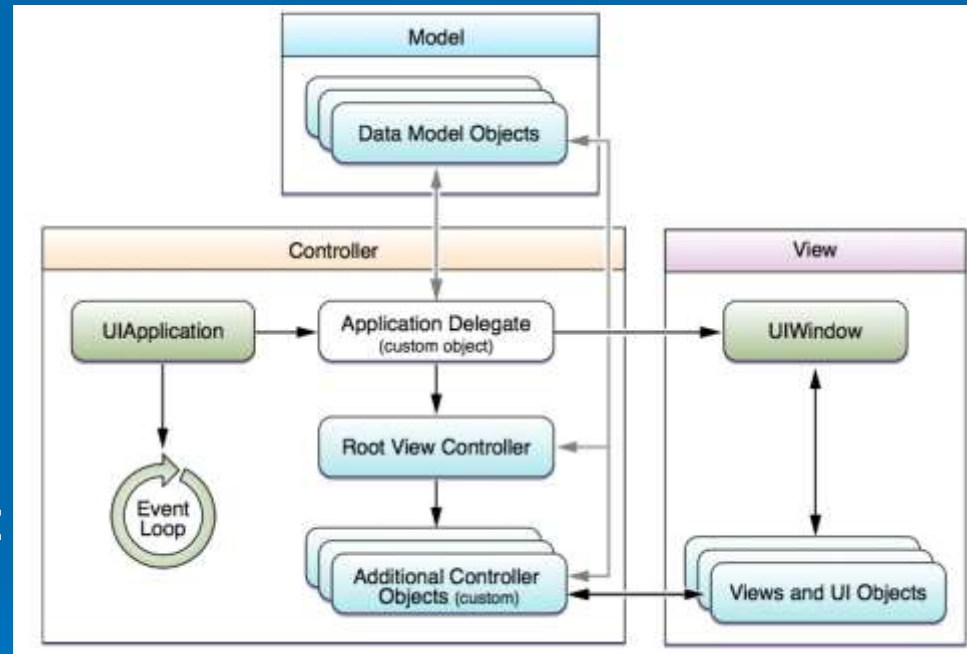 Model
Data Model Objects
Controller
View
UIApplication
Application Delegate
(custom object)
UIWindow
Root View Controller
Event
Loop
Additional Controller
Objects (custom)
Views and UI Objects